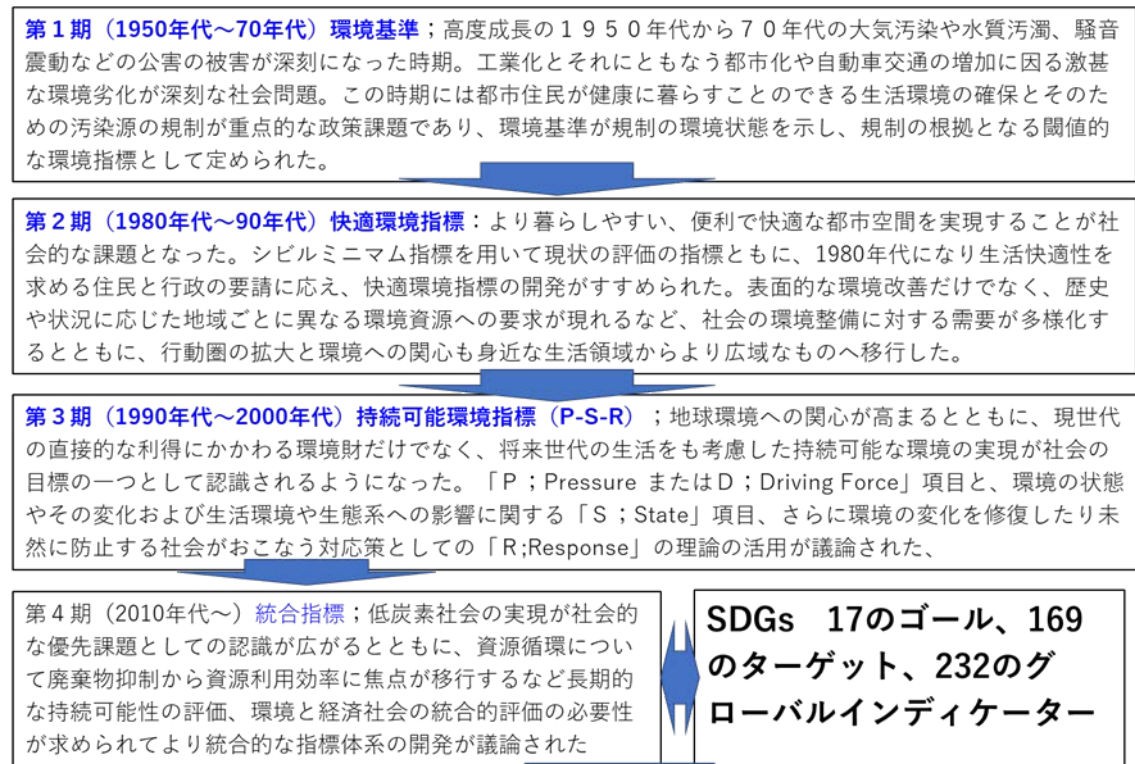 第１期（1950年代～70年代）環境基準；高度成長の１９５０年代から７０年代の大気汚染や水質汚濁、騒音
震動などの公害の被害が深刻になった時期。工業化とそれにともなう都市化や自動車交通の増加に因る激甚
な環境劣化が深刻な社会問題。この時期には都市住民が健康に暮らすことのできる生活環境の確保とそのた
めの汚染源の規制が重点的な政策課題であり、環境基準が規制の環境状態を示し、規制の根拠となる閾値的
な環境指標として定められた。
第２期（1980年代～90年代）快適環境指標：より暮らしやすい、便利で快適な都市空間を実現することが社
会的な課題となった。シビルミニマム指標を用いて現状の評価の指標ともに、1980年代になり生活快適性を
求める住民と行政の要請に応え、快適環境指標の開発がすすめられた。表面的な環境改善だけでなく、歴史
や状況に応じた地域ごとに異なる環境資源への要求が現れるなど、社会の環境整備に対する需要が多様化す
るとともに、行動圏の拡大と環境への関心も身近な生活領域からより広域なものへ移行した。
第３期（1990年代～2000年代）持続可能環境指標（P-S-R）；地球環境への関心が高まるとともに、現世代
の直接的な利得にかかわる環境財だけでなく、将来世代の生活をも考慮した持続可能な環境の実現が社会の
目標の一つとして認識されるようになった。「Ｐ；Pressure またはＤ；Driving Force」項目と、環境の状態
やその変化および生活環境や生態系への影響に関する「Ｓ；State」項目、さらに環境の変化を修復したり未
然に防止する社会がおこなう対応策としての「Ｒ;Response」の理論の活用が議論された、
第４期（2010年代～）統合指標；低炭素社会の実現が社会的
な優先課題としての認識が広がるとともに、資源循環につい
て廃棄物抑制から資源利用効率に焦点が移行するなど長期的
な持続可能性の評価、環境と経済社会の統合的評価の必要性
が求められてより統合的な指標体系の開発が議論された
SDGs　17のゴール、169
のターゲット、232のグ
ローバルインディケーター